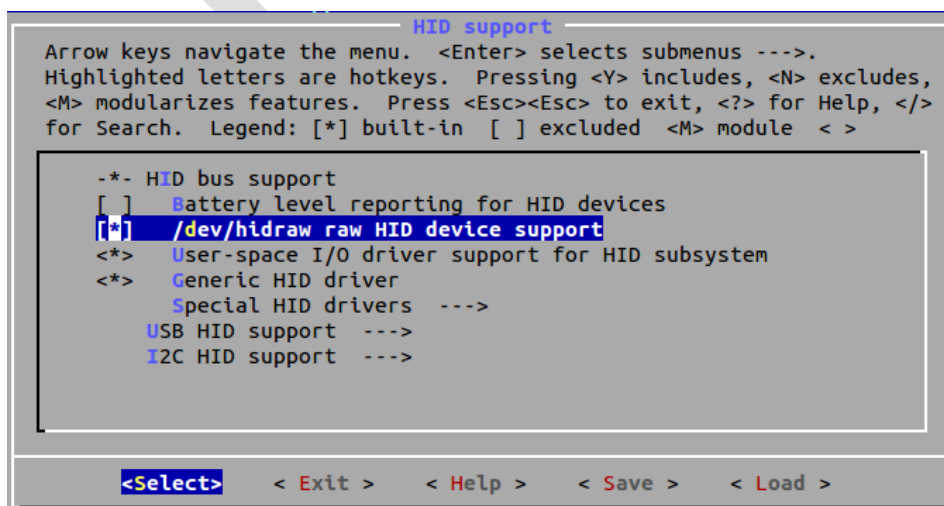 HID support
Arrow keys navigate the menu.  <Enter> selects submenus --->.
Highlighted letters are hotkeys.  Pressing <Y> includes, <N> excludes,
<M> modularizes features.  Press <Esc><Esc> to exit, <?> for Help, </>
for Search.  Legend: [*] built-in  [ ] excluded  <M> module  < >
-*- HID bus support
[ ]   Battery level reporting for HID devices
[*]   /dev/hidraw raw HID device support
<*>   User-space I/O driver support for HID subsystem
<*>   Generic HID driver
Special HID drivers  --->
USB HID support  --->
I2C HID support  --->
<Select>    < Exit >    < Help >    < Save >    < Load >